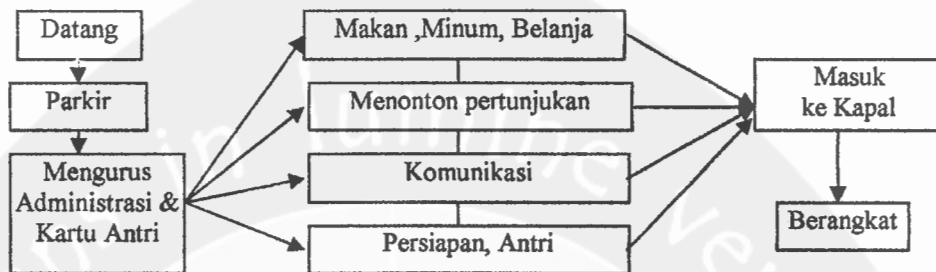 Datang
Parkir
Mengurus
Administrasi &
Kartu Antri
Makan ,Minum, Belanja
Menonton pertunjukan
Komunikasi
Persiapan, Antri
Masuk
ke Kapal
Berangkat